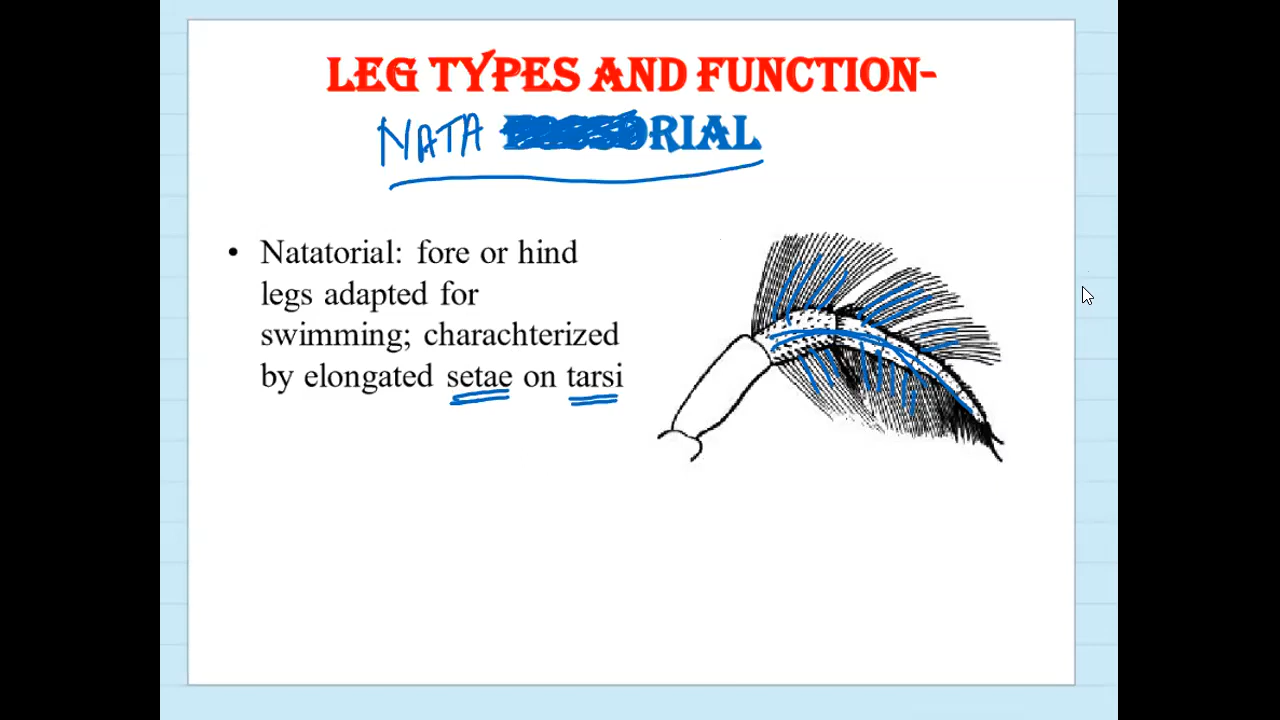 LEG TYPES AND FUNCTION-
NATA ORIAL
• Natatorial: fore or hind
legs adapted for
swimming; charachterized
by elongated setae on tarsi